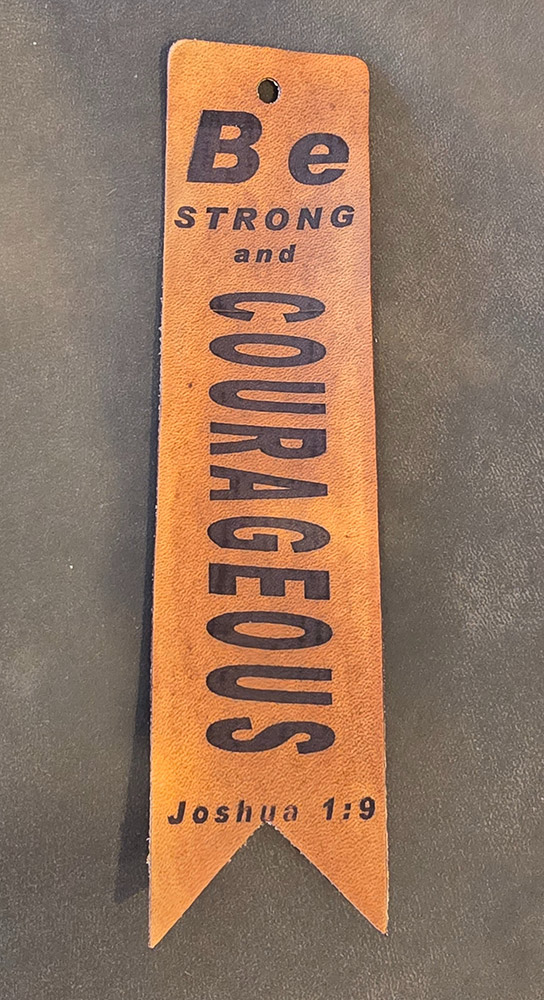 Be
STRONG
and
COURAGEOUS
Joshua 1:9